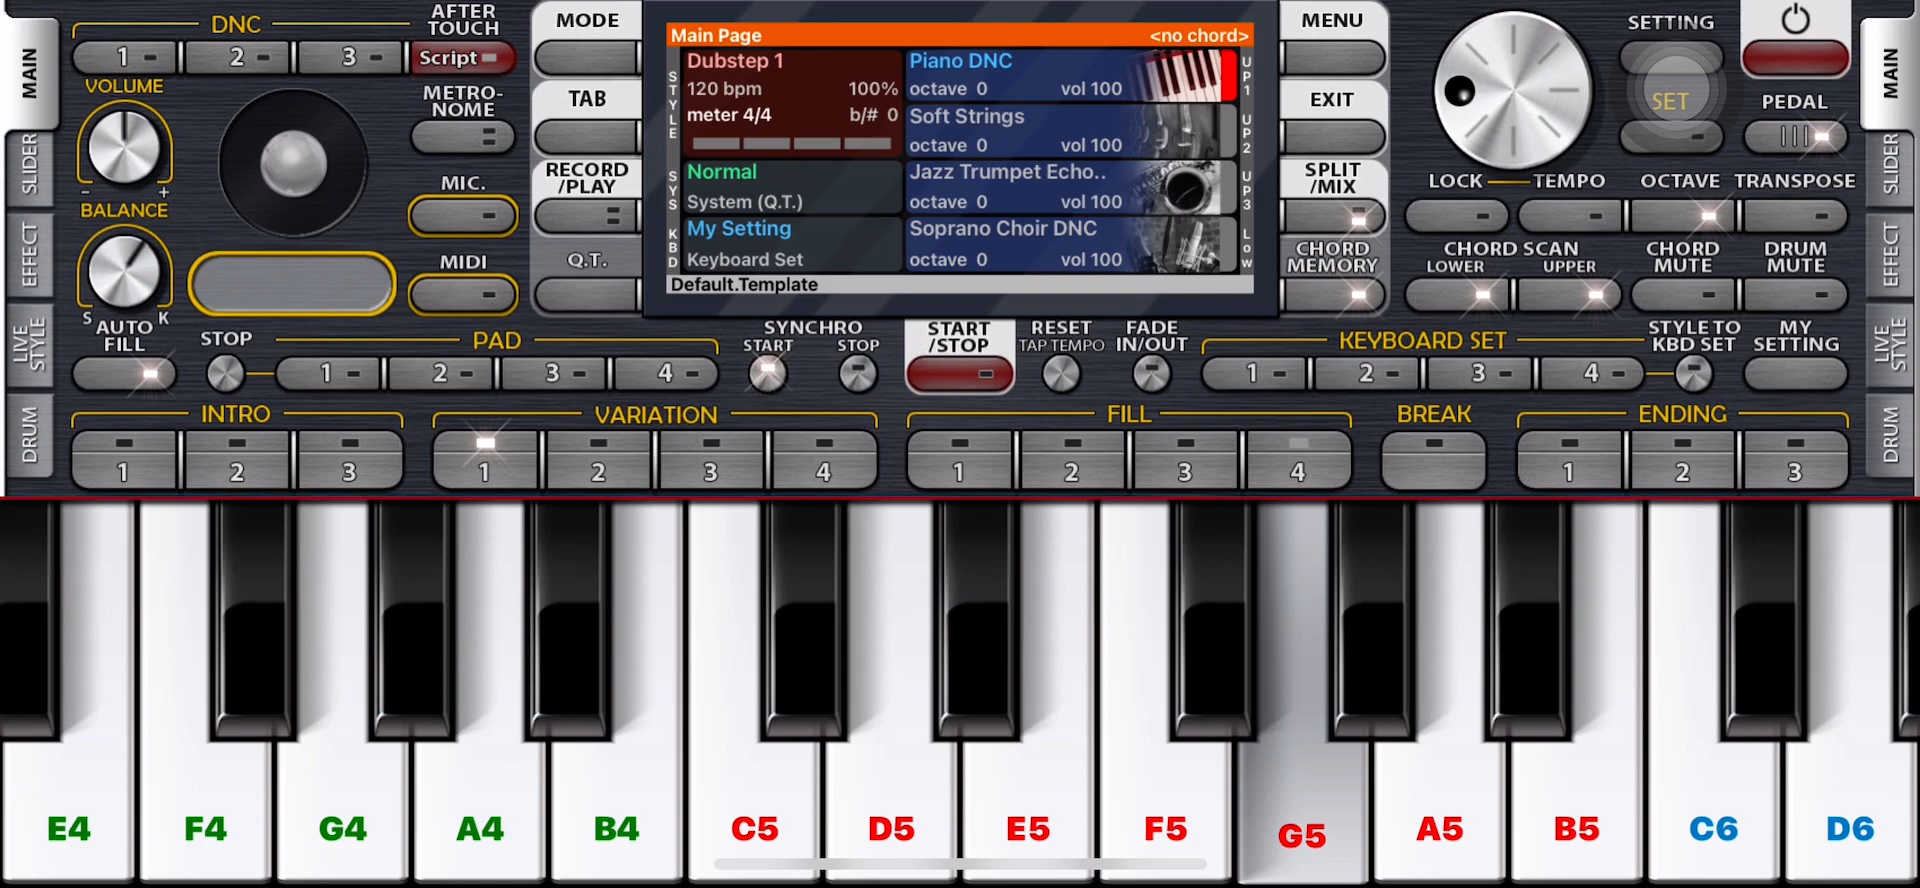 DNC
1 2 3
AFTER
TOUCH
Script
VOLUME
- +
BALANCE
S K
METRO-
NOME
MIC.
MIDI
MODE
TAB
RECORD
/PLAY
Q.T.
Main Page <no chord>
STYLE
Dubstep 1
120 bpm 100%
meter 4/4 b/# 0
SYS
Normal
System (Q.T.)
KBD
My Setting
Keyboard Set
Piano DNC
octave 0 vol 100
UP1
Soft Strings
octave 0 vol 100
UP2
Jazz Trumpet Echo..
octave 0 vol 100
UP3
Soprano Choir DNC
octave 0 vol 100
Low
Default.Template
MENU
EXIT
SPLIT
/MIX
CHORD
MEMORY
SETTING
SET
PEDAL
LOCK TEMPO OCTAVE TRANSPOSE
CHORD SCAN
LOWER UPPER
CHORD
MUTE
DRUM
MUTE
MAIN
SLIDER
EFFECT
LIVE
STYLE
DRUM
MAIN
SLIDER
EFFECT
LIVE
STYLE
DRUM
AUTO
FILL
STOP
PAD
1 2 3 4
SYNCHRO
START STOP
START
/STOP
RESET
TAP TEMPO
FADE
IN/OUT
KEYBOARD SET
1 2 3 4
STYLE TO
KBD SET
MY
SETTING
INTRO
1 2 3
VARIATION
1 2 3 4
FILL
1 2 3 4
BREAK
ENDING
1 2 3
E4 F4 G4 A4 B4 C5 D5 E5 F5 G5 A5 B5 C6 D6